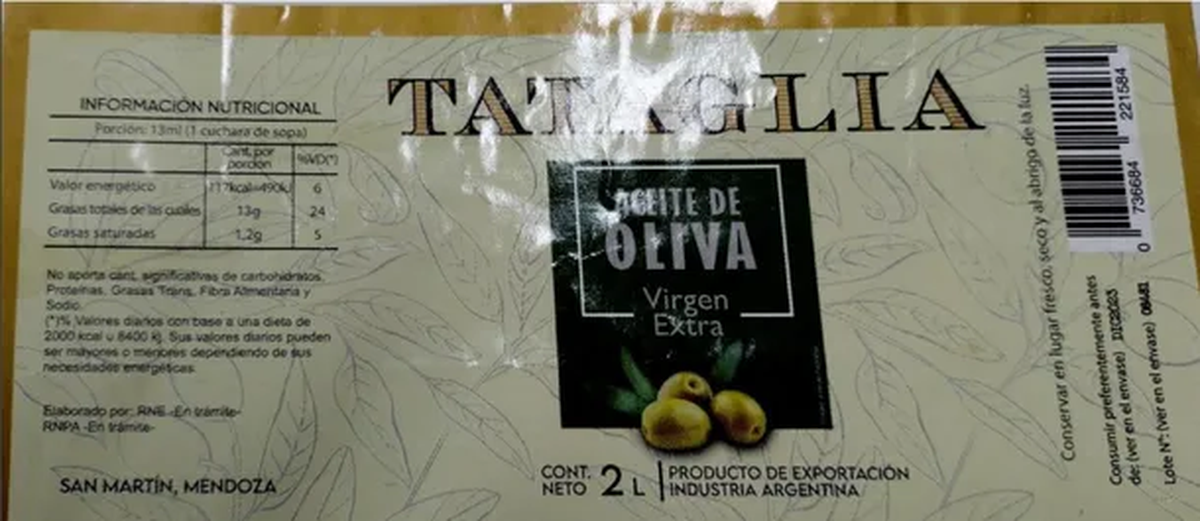 INFORMACIÓN NUTRICIONAL
Porción: 13ml (1 cuchara de sopa)
Cant. por
porción
%VD(*)
Valor energético 117kcal=490kJ 6
Grasas totales de las cuales 13g 24
Grasas saturadas 1,2g 5
No aporta cant. significativas de carbohidratos.
Proteínas, Grasas Trans, Fibra Alimentaria y
Sodio.
(*)% Valores diarios con base a una dieta de
2000 kcal u 8400 kj. Sus valores diarios pueden
ser mayores o menores dependiendo de sus
necesidades energéticas.
Elaborado por: RNE -En trámite-
RNPA -En trámite-
SAN MARTÍN, MENDOZA
TATAGLIA
ACEITE DE
OLIVA
Virgen
Extra
CONT.
NETO 2 L
PRODUCTO DE EXPORTACIÓN
INDUSTRIA ARGENTINA
Conservar en lugar fresco, seco y al abrigo de la luz.
0 736684 221584
Consumir preferentemente antes
de: (ver en el envase) DIC2023
Lote N°: (ver en el envase) 08481